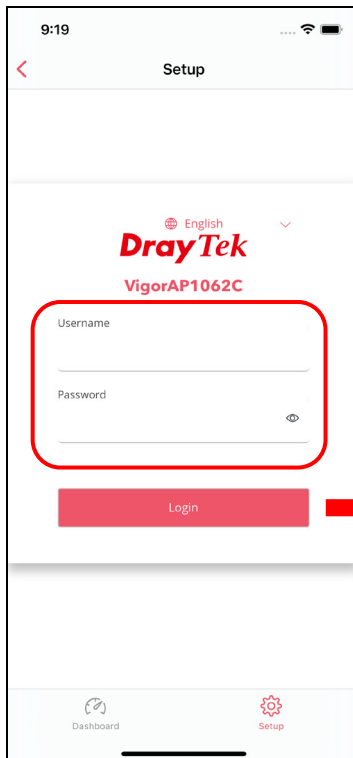 9:19
Setup
English
DrayTek
VigorAP1062C
Username
Password
Login
Dashboard
Setup